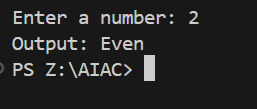 Enter a number: 2
Output: Even
PS Z:\AIAC>